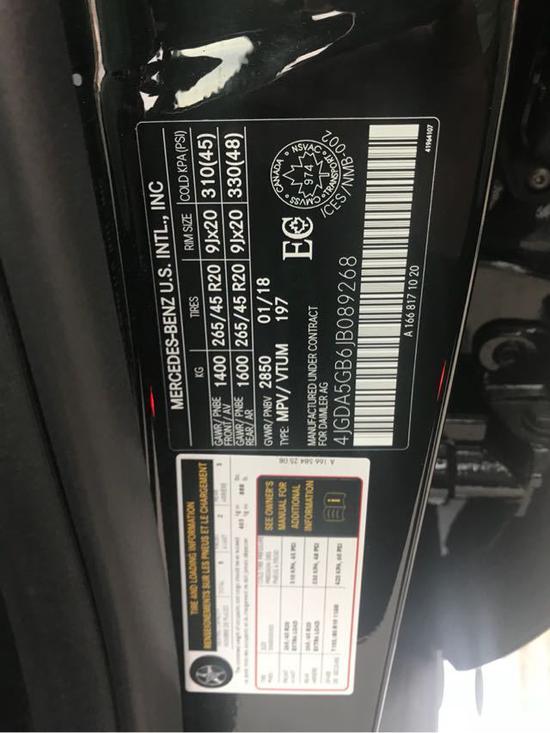 MERCEDES-BENZ U.S. INTL., INC
KG TIRES RIM SIZE COLD KPA(PSI)
GAWR/ PNBE FRONT/ AV 1400 265/45 R20 9Jx20 310(45)
GAWR/ PNBE REAR/ AR 1600 265/45 R20 9Jx20 330(48)
GVWR/ PNBV 2850 01/18
TYPE: MPV/ VTUM 197
MANUFACTURED UNDER CONTRACT
FOR DAIMLER AG
EC
CANADA
NSVAC
974
CMVSS
TRANSPORT
ICES/NMB-002
4JGDA5GB6JB089268
A 166 817 10 20
41964107
TIRE AND LOADING INFORMATION
RENSEIGNEMENTS SUR LES PNEUS ET LE CHARGEMENT
SEE OWNER'S
MANUAL FOR
ADDITIONAL
INFORMATION
A 166 584 25 08